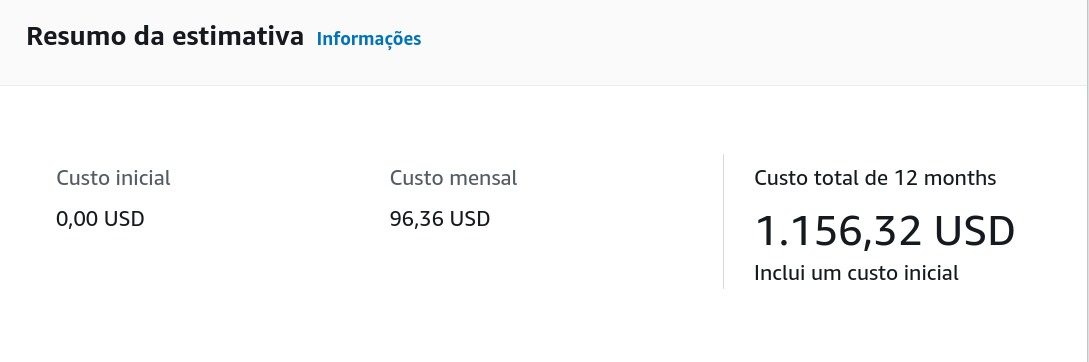 Resumo da estimativa Informações
Custo inicial
0,00 USD
Custo mensal
96,36 USD
Custo total de 12 months
1.156,32 USD
Inclui um custo inicial